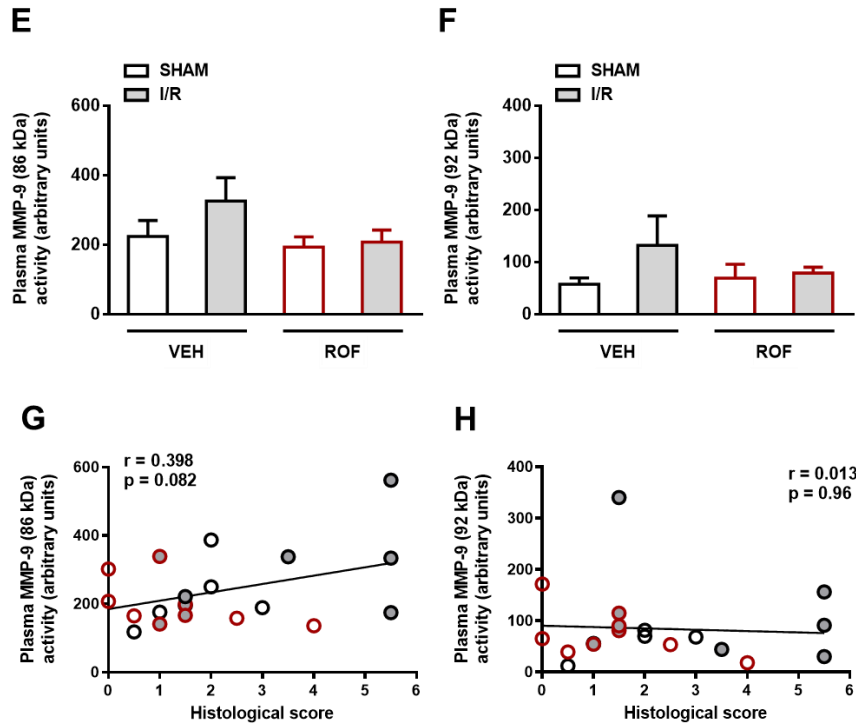 E
SHAM
I/R
Plasma MMP-9 (86 kDa)
activity (arbitrary units)
600
400
200
0
VEH
ROF
F
SHAM
I/R
Plasma MMP-9 (92 kDa)
activity (arbitrary units)
400
300
200
100
0
VEH
ROF
G
r = 0.398
p = 0.082
Plasma MMP-9 (86 kDa)
activity (arbitrary units)
600
400
200
0
0 1 2 3 4 5 6
Histological score
H
r = 0.013
p = 0.96
Plasma MMP-9 (92 kDa)
activity (arbitrary units)
400
300
200
100
0
0 1 2 3 4 5 6
Histological score